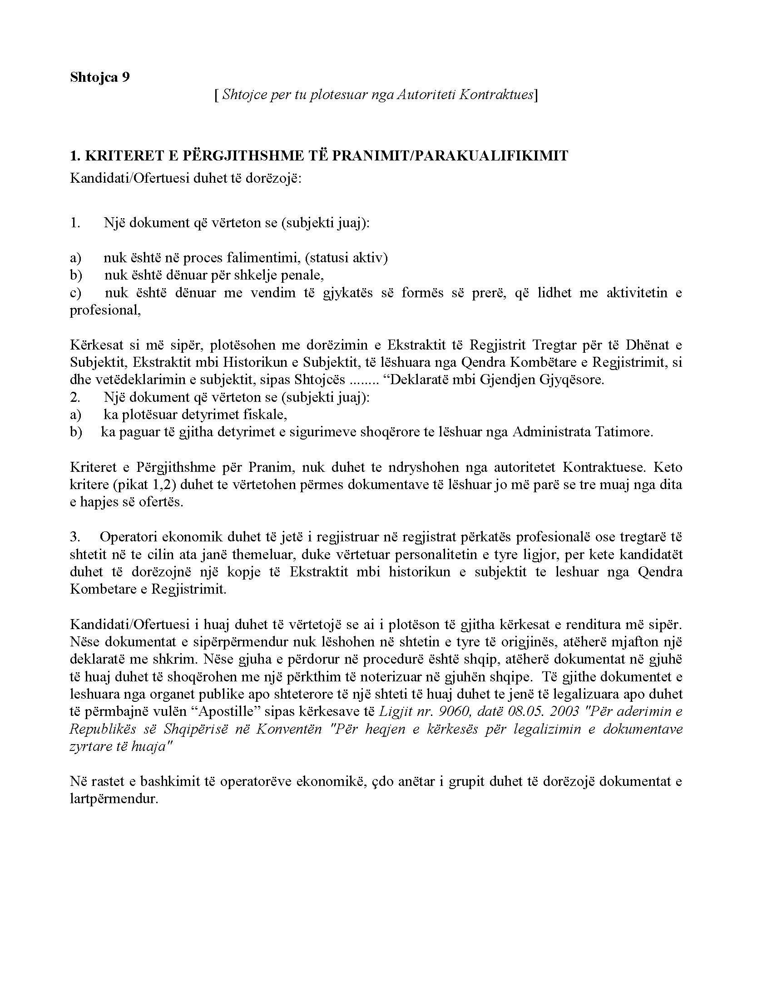 Shtojca 9
[ Shtojce per tu plotesuar nga Autoriteti Kontraktues]
1. KRITERET E PËRGJITHSHME TË PRANIMIT/PARAKUALIFIKIMIT
Kandidati/Ofertuesi duhet të dorëzojë:
1. Një dokument që vërteton se (subjekti juaj):
a) nuk është në proces falimentimi, (statusi aktiv)
b) nuk është dënuar për shkelje penale,
c) nuk është dënuar me vendim të gjykatës së formës së prerë, që lidhet me aktivitetin e
profesional,
Kërkesat si më sipër, plotësohen me dorëzimin e Ekstraktit të Regjistrit Tregtar për të Dhënat e
Subjektit, Ekstraktit mbi Historikun e Subjektit, të lëshuara nga Qendra Kombëtare e Regjistrimit, si
dhe vetëdeklarimin e subjektit, sipas Shtojcës ........ “Deklaratë mbi Gjendjen Gjyqësore.
2. Një dokument që vërteton se (subjekti juaj):
a) ka plotësuar detyrimet fiskale,
b) ka paguar të gjitha detyrimet e sigurimeve shoqërore te lëshuar nga Administrata Tatimore.
Kriteret e Përgjithshme për Pranim, nuk duhet te ndryshohen nga autoritetet Kontraktuese. Keto
kritere (pikat 1,2) duhet te vërtetohen përmes dokumentave të lëshuar jo më parë se tre muaj nga dita
e hapjes së ofertës.
3. Operatori ekonomik duhet të jetë i regjistruar në regjistrat përkatës profesionalë ose tregtarë të
shtetit në te cilin ata janë themeluar, duke vërtetuar personalitetin e tyre ligjor, per kete kandidatët
duhet të dorëzojnë një kopje të Ekstraktit mbi historikun e subjektit te leshuar nga Qendra
Kombetare e Regjistrimit.
Kandidati/Ofertuesi i huaj duhet të vërtetojë se ai i plotëson të gjitha kërkesat e renditura më sipër.
Nëse dokumentat e sipërpërmendur nuk lëshohen në shtetin e tyre të origjinës, atëherë mjafton një
deklaratë me shkrim. Nëse gjuha e përdorur në procedurë është shqip, atëherë dokumentat në gjuhë
të huaj duhet të shoqërohen me një përkthim të noterizuar në gjuhën shqipe. Të gjithe dokumentet e
leshuara nga organet publike apo shteterore të një shteti të huaj duhet te jenë të legalizuara apo duhet
të përmbajnë vulën “Apostille” sipas kërkesave të Ligjit nr. 9060, datë 08.05. 2003 "Për aderimin e
Republikës së Shqipërisë në Konventën "Për heqjen e kërkesës për legalizimin e dokumentave
zyrtare të huaja"
Në rastet e bashkimit të operatorëve ekonomikë, çdo anëtar i grupit duhet të dorëzojë dokumentat e
lartpërmendur.